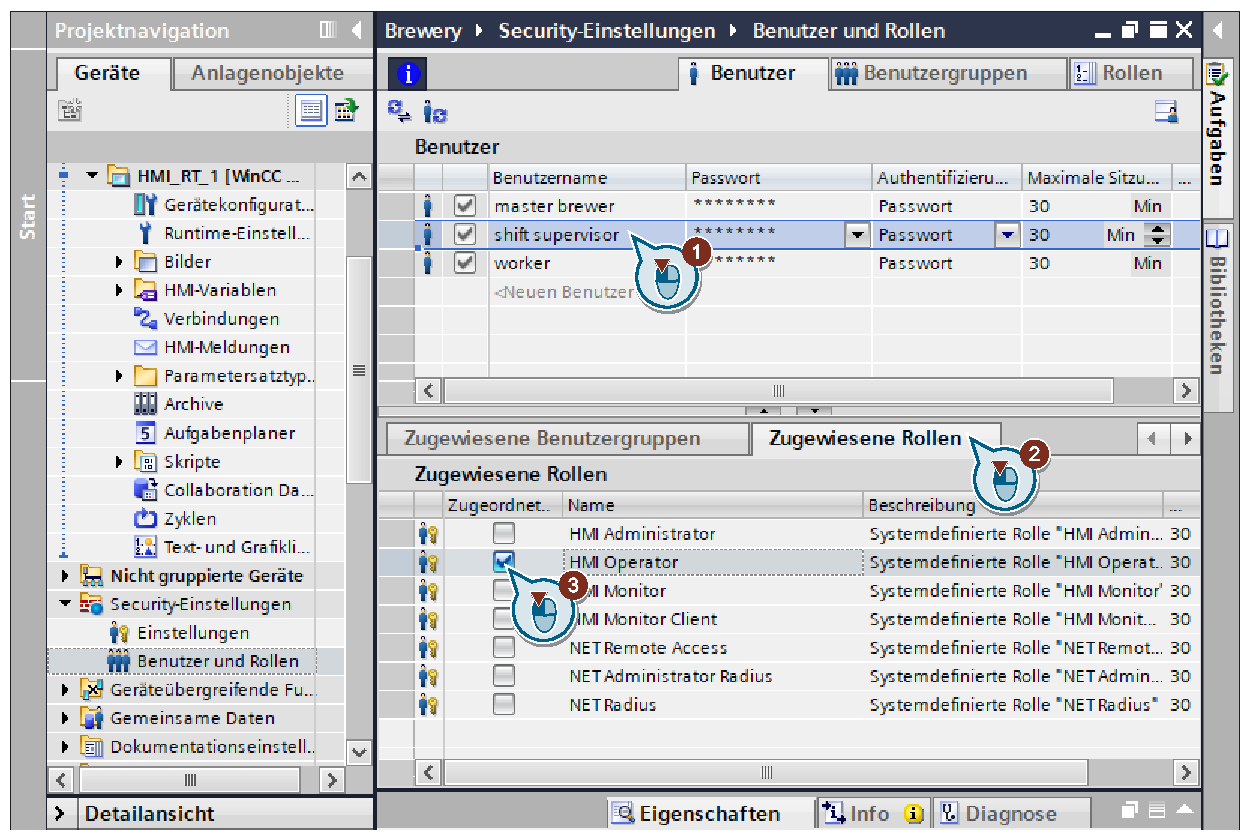 Projektnavigation
Geräte
Anlagenobjekte
Start
HMI_RT_1 [WinCC ...
Gerätekonfigurat...
Runtime-Einstell...
Bilder
HMI-Variablen
Verbindungen
HMI-Meldungen
Parametersatztyp..
Archive
5 Aufgabenplaner
Skripte
Collaboration Da...
Zyklen
Text- und Grafikli...
Nicht gruppierte Geräte
Security-Einstellungen
Einstellungen
Benutzer und Rollen
Geräteübergreifende Fu..
Gemeinsame Daten
Dokumentationseinstell..
Detailansicht
Brewery Security-Einstellungen Benutzer und Rollen
Benutzer
Benutzergruppen
Rollen
Benutzer
Benutzername Passwort Authentifizieru... Maximale Sitzu... ...
master brewer ******** Passwort 30 Min
shift supervisor ******** Passwort 30 Min
1
worker ******* Passwort 30 Min
<Neuen Benutzer
Zugewiesene Benutzergruppen
Zugewiesene Rollen
2
Zugewiesene Rollen
Zugeordnet.. Name Beschreibung ...
HMI Administrator Systemdefinierte Rolle "HMI Admin... 30
HMI Operator Systemdefinierte Rolle "HMI Operat.. 30
3
MI Monitor Systemdefinierte Rolle "HMI Monitor" 30
HMI Monitor Client Systemdefinierte Rolle "HMI Monit... 30
NET Remote Access Systemdefinierte Rolle "NET Remot... 30
NET Administrator Radius Systemdefinierte Rolle "NET Admin... 30
NET Radius Systemdefinierte Rolle "NET Radius" 30
Eigenschaften
Info
Diagnose
Aufgaben
Bibliotheken